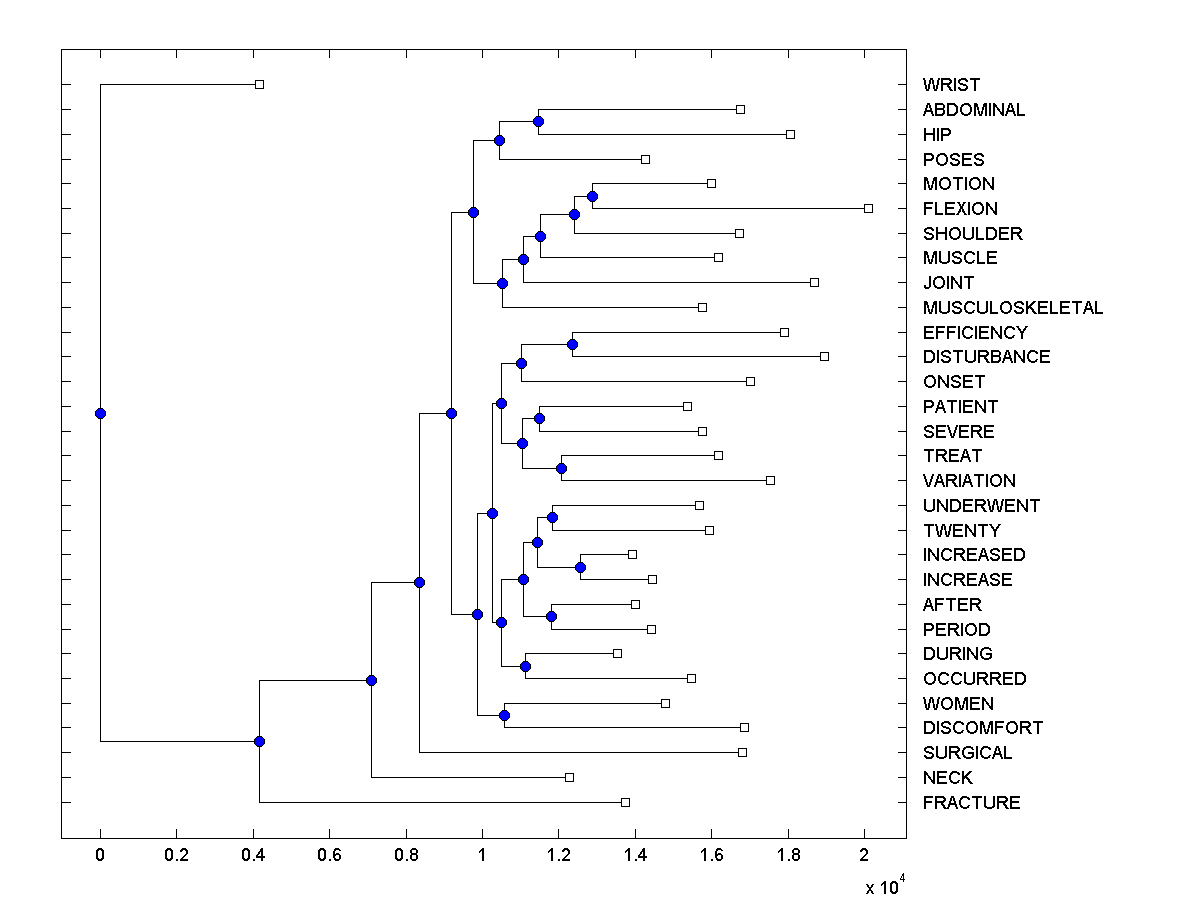 WRIST
ABDOMINAL
HIP
POSES
MOTION
FLEXION
SHOULDER
MUSCLE
JOINT
MUSCULOSKELETAL
EFFICIENCY
DISTURBANCE
ONSET
PATIENT
SEVERE
TREAT
VARIATION
UNDERWENT
TWENTY
INCREASED
INCREASE
AFTER
PERIOD
DURING
OCCURRED
WOMEN
DISCOMFORT
SURGICAL
NECK
FRACTURE
0 0.2 0.4 0.6 0.8 1 1.2 1.4 1.6 1.8 2
x 10^4